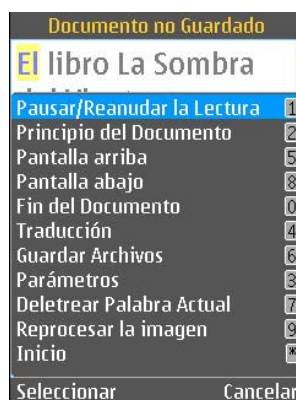 Documento no Guardado
El libro La Sombra
Pausar/Reanudar la Lectura 1
Principio del Documento 2
Pantalla arriba 5
Pantalla abajo 8
Fin del Documento 0
Traducción 4
Guardar Archivos 6
Parámetros 3
Deletrear Palabra Actual 7
Reprocesar la imagen 9
Inicio *
Seleccionar Cancelar